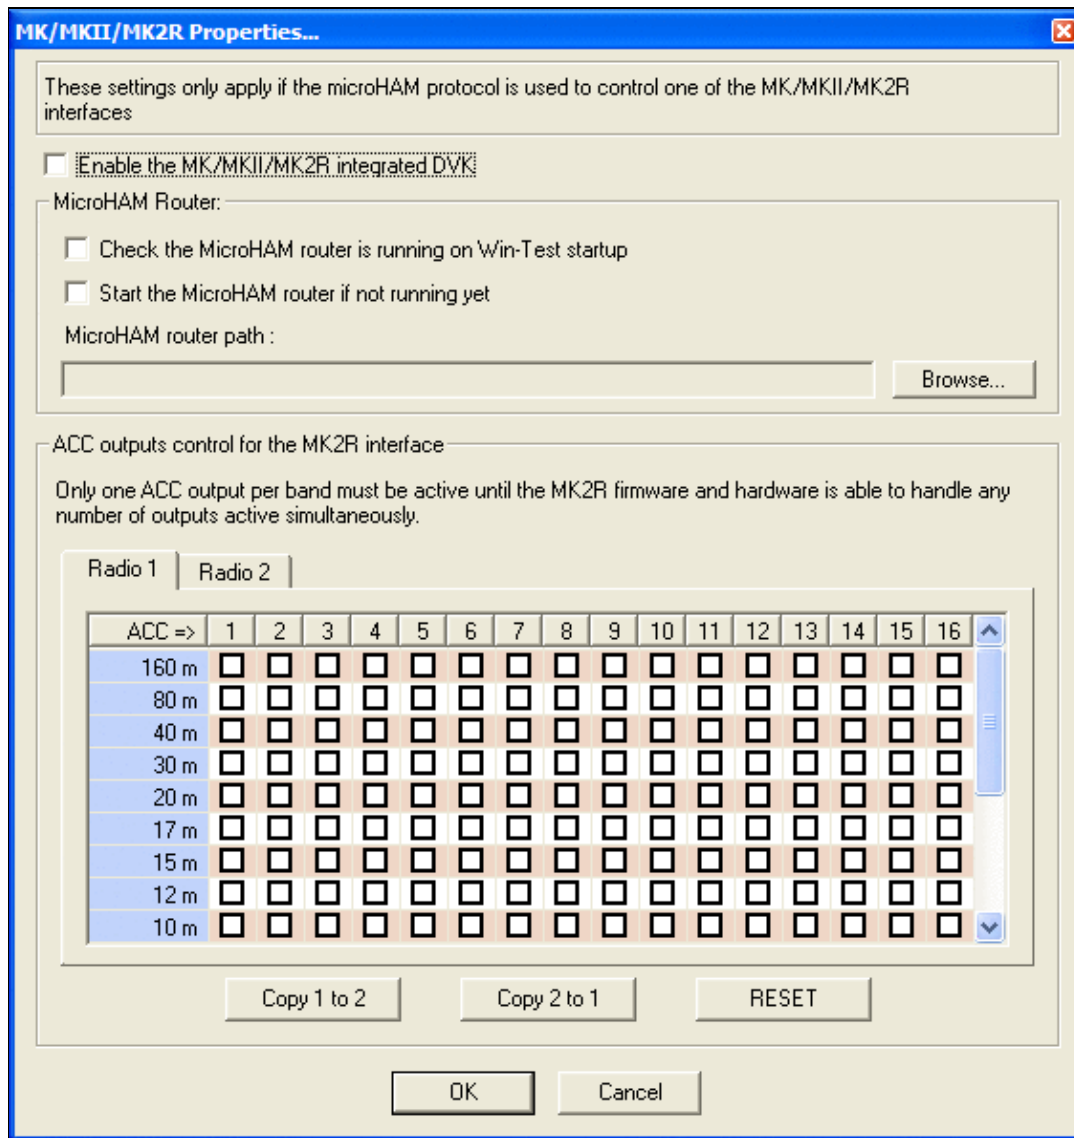 MK/MKII/MK2R Properties...
These settings only apply if the microHAM protocol is used to control one of the MK/MKII/MK2R
interfaces
Enable the MK/MKII/MK2R integrated DVK
MicroHAM Router:
Check the MicroHAM router is running on Win-Test startup
Start the MicroHAM router if not running yet
MicroHAM router path :
Browse...
ACC outputs control for the MK2R interface
Only one ACC output per band must be active until the MK2R firmware and hardware is able to handle any
number of outputs active simultaneously.
Radio 1 Radio 2
ACC => 1 2 3 4 5 6 7 8 9 10 11 12 13 14 15 16
160 m
80 m
40 m
30 m
20 m
17 m
15 m
12 m
10 m
Copy 1 to 2 Copy 2 to 1 RESET
OK Cancel